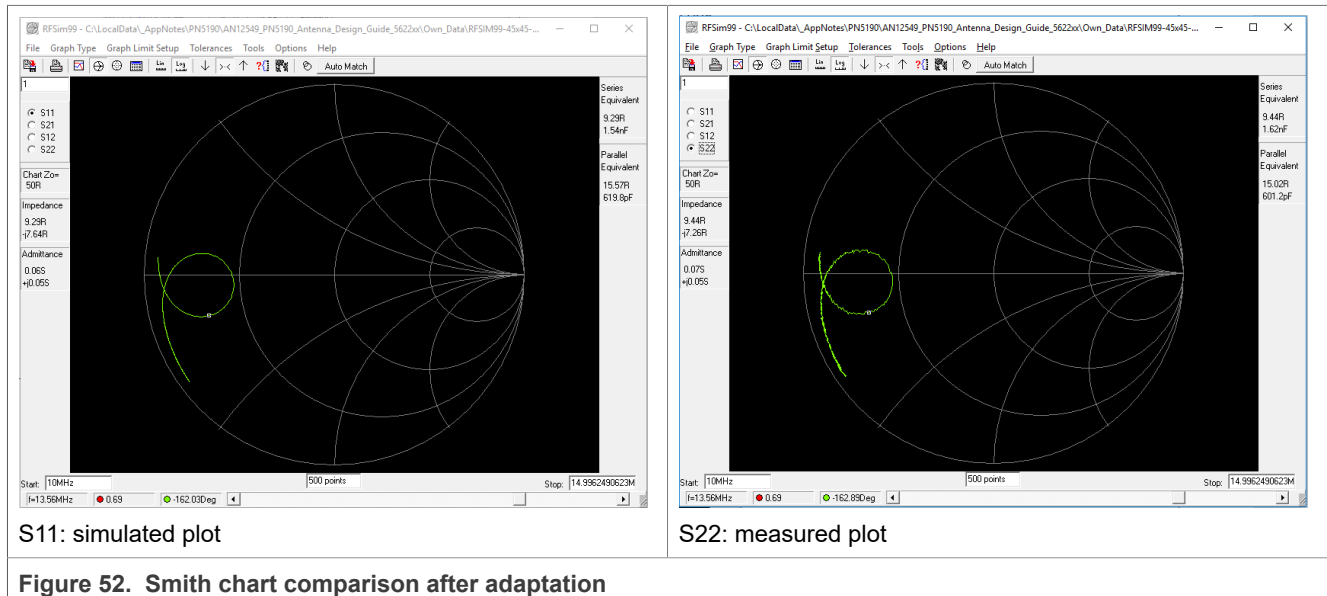 RFSim99 - C:\LocalData\_AppNotes\PN5190\AN12549_PN5190_Antenna_Design_Guide_5622xx\Own_Data\RFSIM99-45x45-...
File Graph Type Graph Limit Setup Tolerances Tools Options Help
Lin Log Auto Match
1
S11
S21
S12
S22
Chart Zo=
50R
Impedance
9.29R
-j7.64R
Admittance
0.06S
+j0.05S
Series
Equivalent
9.29R
1.54nF
Parallel
Equivalent
15.57R
619.8pF
Start: 10MHz 500 points Stop: 14.9962490623M
f=13.56MHz 0.69 -162.03Deg
S11: simulated plot
RFSim99 - C:\LocalData\_AppNotes\PN5190\AN12549_PN5190_Antenna_Design_Guide_5622xx\Own_Data\RFSIM99-45x45-...
File Graph Type Graph Limit Setup Tolerances Tools Options Help
Lin Log Auto Match
1
S11
S21
S12
S22
Chart Zo=
50R
Impedance
9.44R
-j7.26R
Admittance
0.07S
+j0.05S
Series
Equivalent
9.44R
1.62nF
Parallel
Equivalent
15.02R
601.2pF
Start: 10MHz 500 points Stop: 14.9962490623M
f=13.56MHz 0.69 -162.89Deg
S22: measured plot
Figure 52. Smith chart comparison after adaptation